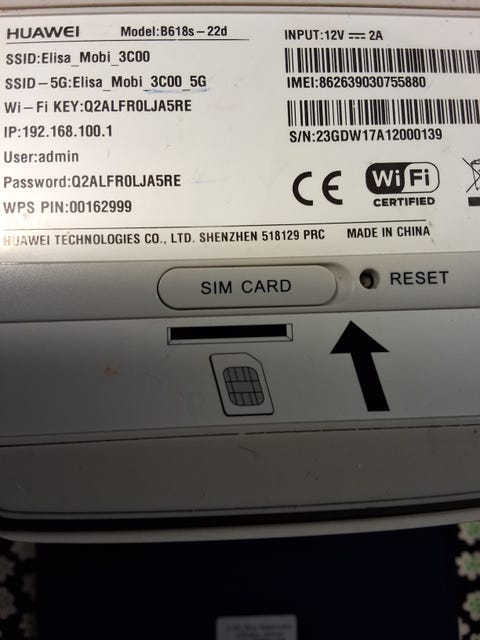 HUAWEI Model:B618s-22d
SSID:Elisa_Mobi_3C00
SSID-5G:Elisa_Mobi_3C00_5G
Wi-Fi KEY:Q2ALFR0LJA5RE
IP:192.168.100.1
User:admin
Password:Q2ALFR0LJA5RE
WPS PIN:00162999
INPUT:12V ⎓ 2A
IMEI:862639030755880
S/N:23GDW17A12000139
CE Wi Fi
CERTIFIED
HUAWEI TECHNOLOGIES CO., LTD. SHENZHEN 518129 PRC MADE IN CHINA
SIM CARD RESET